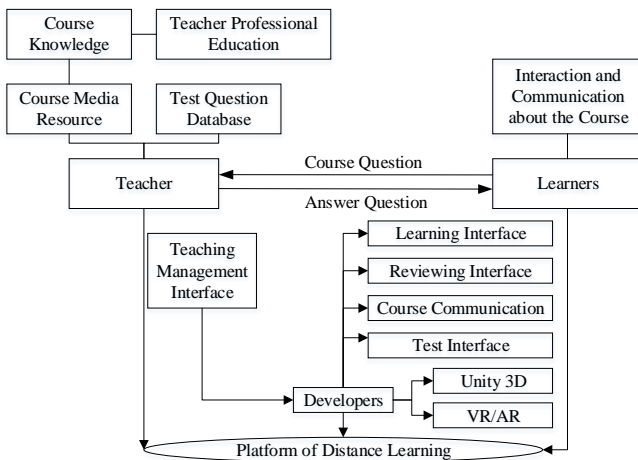 Course
Knowledge
Teacher Professional
Education
Course Media
Resource
Test Question
Database
Interaction and
Communication
about the Course
Course Question
Teacher
Learners
Answer Question
Teaching
Management
Interface
Learning Interface
Reviewing Interface
Course Communication
Test Interface
Unity 3D
Developers
VR/AR
Platform of Distance Learning